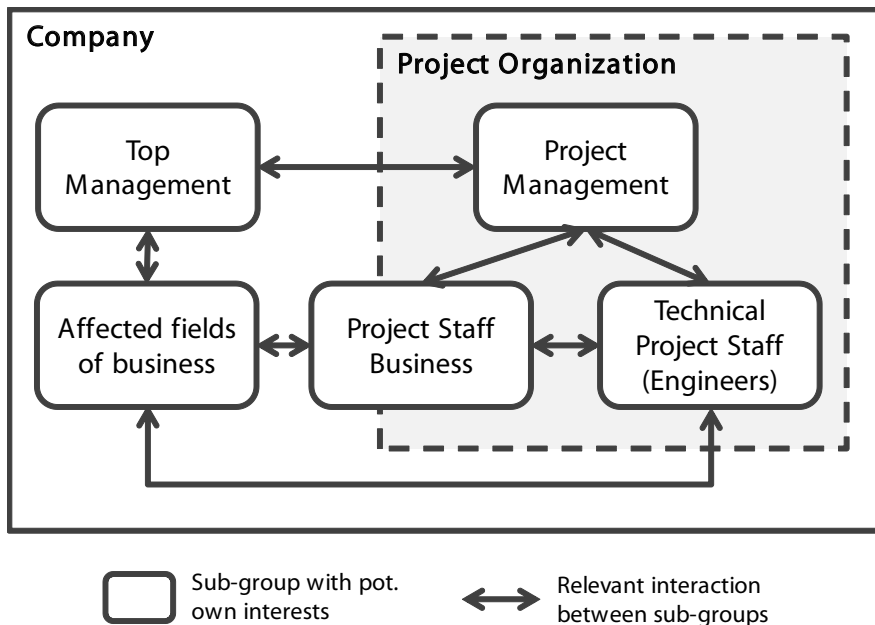 Company
Project Organization
Top
Management
Project
Management
Affected fields
of business
Project Staff
Business
Technical
Project Staff
(Engineers)
Sub-group with pot.
own interests
Relevant interaction
between sub-groups